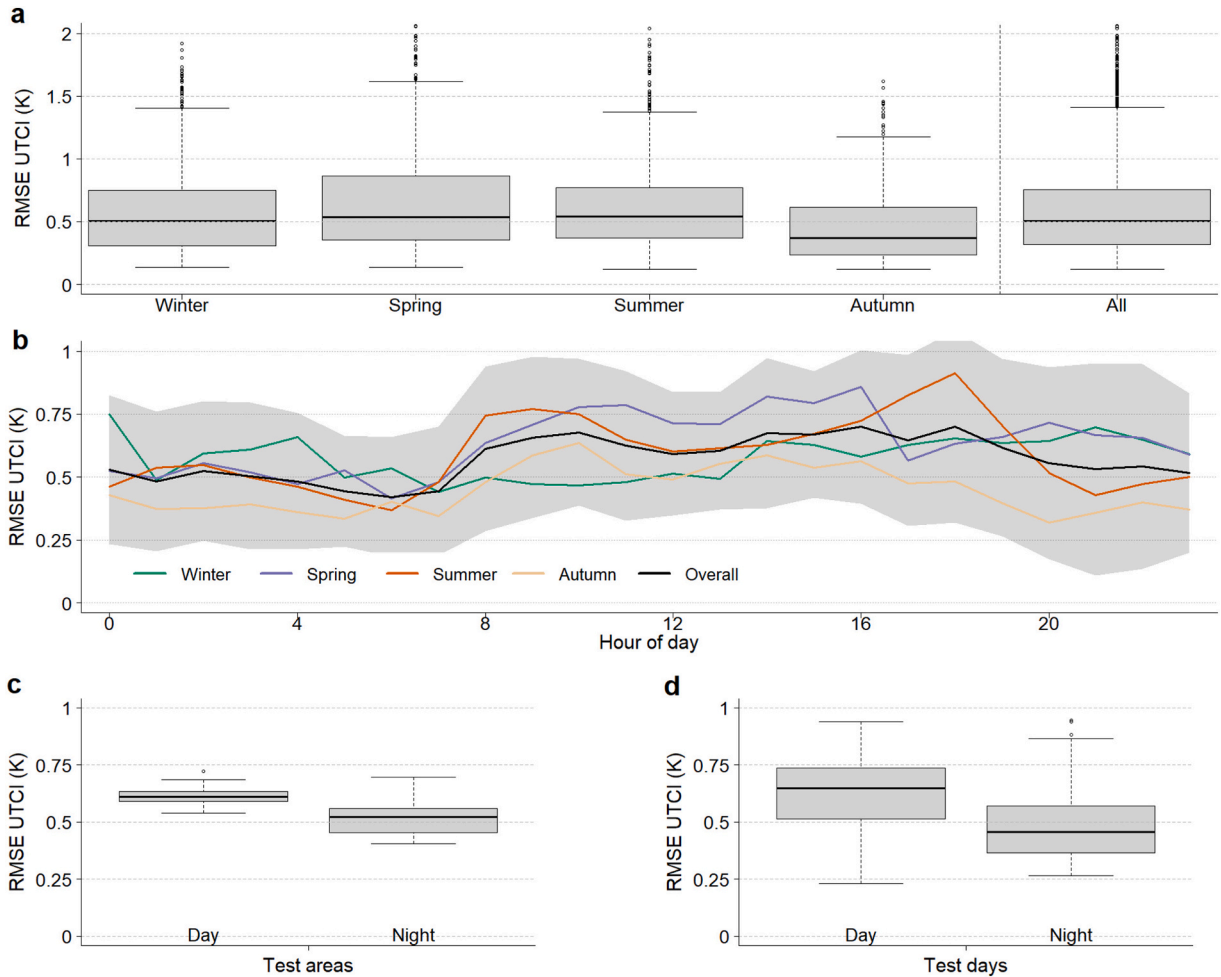 a
RMSE UTCI (K)
2
1.5
1
0.5
0
Winter Spring Summer Autumn All
b
RMSE UTCI (K)
1
0.75
0.5
0.25
0
Winter Spring Summer Autumn Overall
0 4 8 12 16 20
Hour of day
c
RMSE UTCI (K)
1
0.75
0.5
0.25
0
Day Night
Test areas
d
RMSE UTCI (K)
1
0.75
0.5
0.25
0
Day Night
Test days